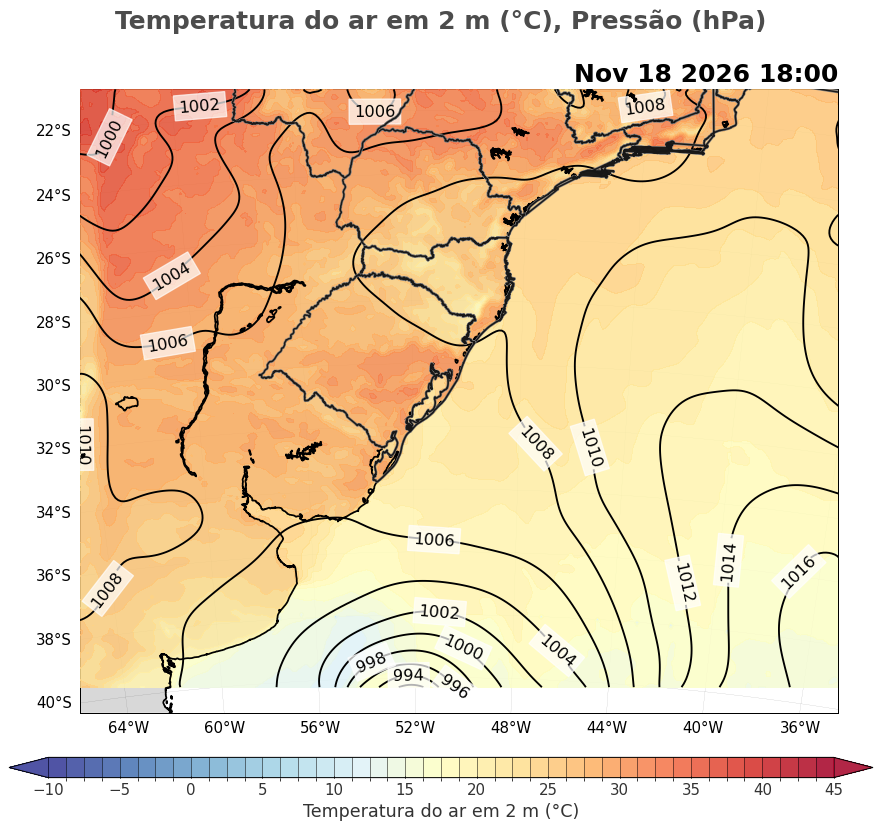 Temperatura do ar em 2 m (°C), Pressão (hPa)
Nov 18 2026 18:00
1000
1002
1006
1008
22°S
24°S
26°S
1004
28°S
1006
30°S
1010
1008
1010
32°S
34°S
1006
1014
1016
36°S
1008
1012
1002
38°S
998
1000
1004
994
996
40°S
64°W 60°W 56°W 52°W 48°W 44°W 40°W 36°W
−10 −5 0 5 10 15 20 25 30 35 40 45
Temperatura do ar em 2 m (°C)